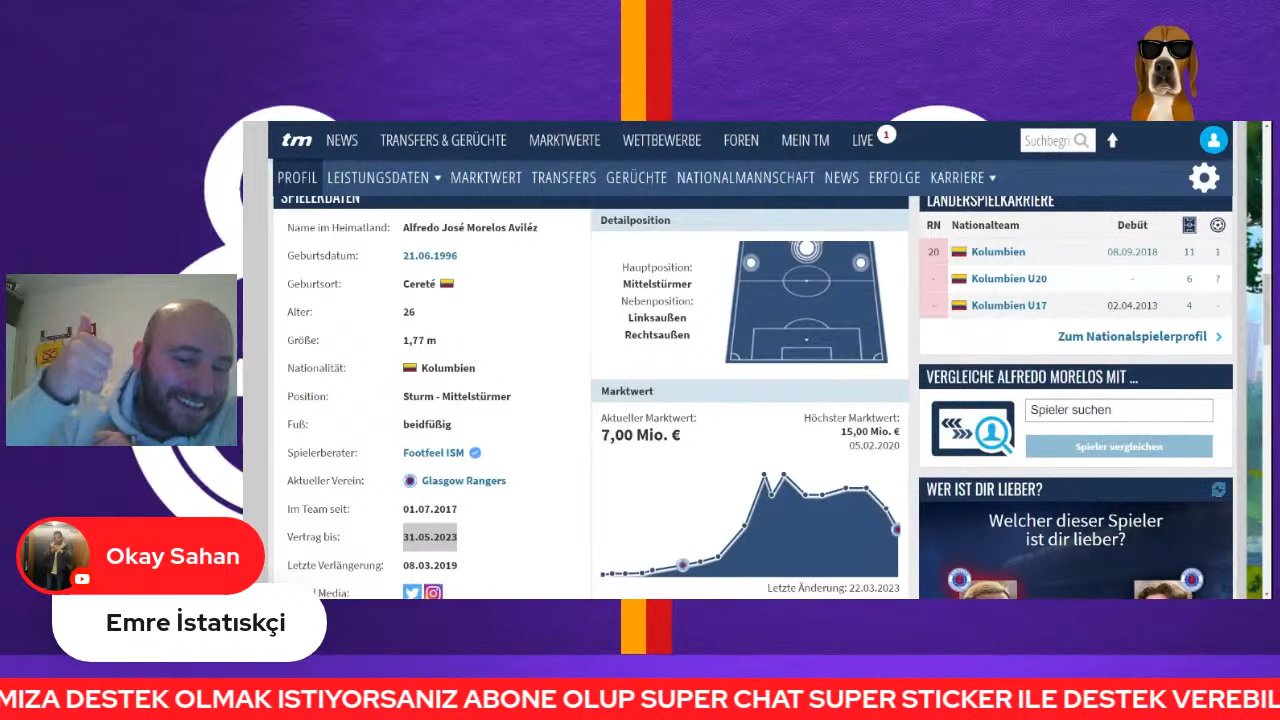 tm NEWS TRANSFERS & GERÜCHTE MARKTWERTE WETTBEWERBE FOREN MEIN TM LIVE 1 Suchbegri
PROFIL LEISTUNGSDATEN MARKTWERT TRANSFERS GERÜCHTE NATIONALMANNSCHAFT NEWS ERFOLGE KARRIERE
SPIELERDATEN
Name im Heimatland: Alfredo José Morelos Aviléz
Geburtsdatum: 21.06.1996
Geburtsort: Cereté
Alter: 26
Größe: 1,77 m
Nationalität: Kolumbien
Position: Sturm - Mittelstürmer
Fuß: beidfüßig
Spielerberater: Footfeel ISM
Aktueller Verein: Glasgow Rangers
Im Team seit: 01.07.2017
Vertrag bis: 31.05.2023
Letzte Verlängerung: 08.03.2019
Media:
Detailposition
Hauptposition:
Mittelstürmer
Nebenposition:
Linksaußen
Rechtsaußen
Marktwert
Aktueller Marktwert:
7,00 Mio. €
Höchster Marktwert:
15,00 Mio. €
05.02.2020
Letzte Änderung: 22.03.2023
LÄNDERSPIELKARRIERE
RN Nationalteam Debüt
20 Kolumbien 08.09.2018 11 1
- Kolumbien U20 - 6 7
- Kolumbien U17 02.04.2013 4 -
Zum Nationalspielerprofil
VERGLEICHE ALFREDO MORELOS MIT ...
Spieler suchen
Spieler vergleichen
WER IST DIR LIEBER?
Welcher dieser Spieler
ist dir lieber?
Okay Sahan
Emre İstatıskçi
MIZA DESTEK OLMAK ISTIYORSANIZ ABONE OLUP SUPER CHAT SUPER STICKER ILE DESTEK VEREBIL